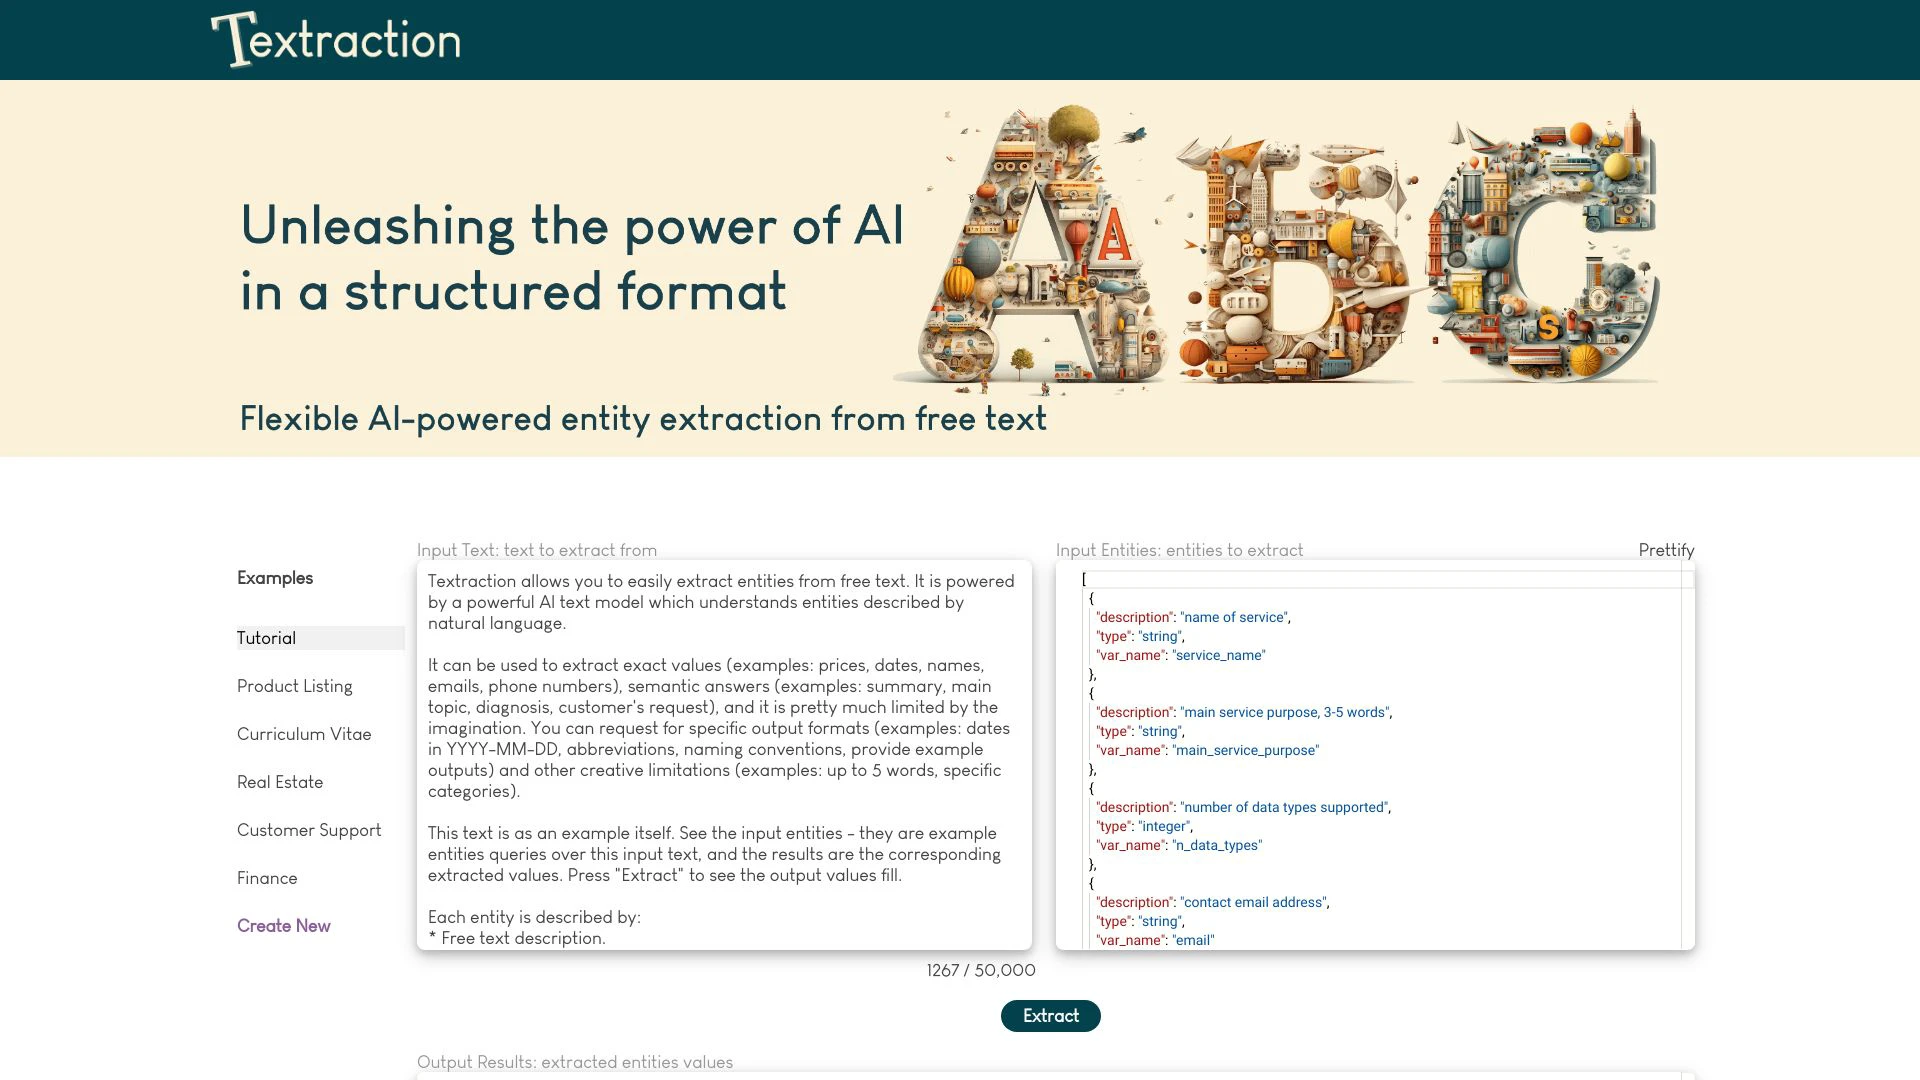 Textraction
Unleashing the power of AI
in a structured format
Flexible AI-powered entity extraction from free text
Examples
Tutorial
Product Listing
Curriculum Vitae
Real Estate
Customer Support
Finance
Create New
Input Text: text to extract from
Textraction allows you to easily extract entities from free text. It is powered
by a powerful AI text model which understands entities described by
natural language.
It can be used to extract exact values (examples: prices, dates, names,
emails, phone numbers), semantic answers (examples: summary, main
topic, diagnosis, customer's request), and it is pretty much limited by the
imagination. You can request for specific output formats (examples: dates
in YYYY-MM-DD, abbreviations, naming conventions, provide example
outputs) and other creative limitations (examples: up to 5 words, specific
categories).
This text is as an example itself. See the input entities - they are example
entities queries over this input text, and the results are the corresponding
extracted values. Press "Extract" to see the output values fill.
Each entity is described by:
* Free text description.
1267 / 50,000
Input Entities: entities to extract
Prettify
[
{
"description": "name of service",
"type": "string",
"var_name": "service_name"
},
{
"description": "main service purpose, 3-5 words",
"type": "string",
"var_name": "main_service_purpose"
},
{
"description": "number of data types supported",
"type": "integer",
"var_name": "n_data_types"
},
{
"description": "contact email address",
"type": "string",
"var_name": "email"
Extract
Output Results: extracted entities values